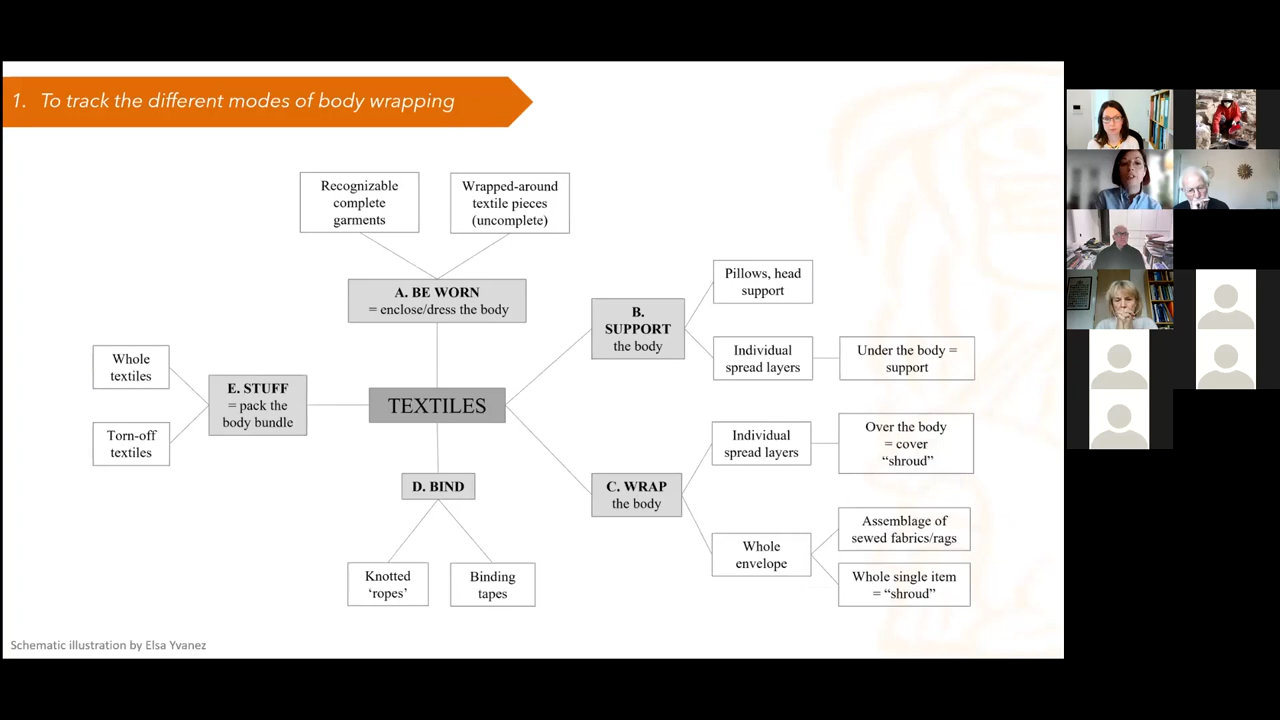 1. To track the different modes of body wrapping
Recognizable
complete
garments
Wrapped-around
textile pieces
(uncomplete)
A. BE WORN
= enclose/dress the body
B.
SUPPORT
the body
Pillows, head
support
Individual
spread layers
Under the body =
support
Whole
textiles
Torn-off
textiles
E. STUFF
= pack the
body bundle
TEXTILES
Individual
spread layers
Over the body
= cover
“shroud”
C. WRAP
the body
D. BIND
Whole
envelope
Assemblage of
sewed fabrics/rags
Whole single item
= “shroud”
Knotted
‘ropes’
Binding
tapes
Schematic illustration by Elsa Yvanez